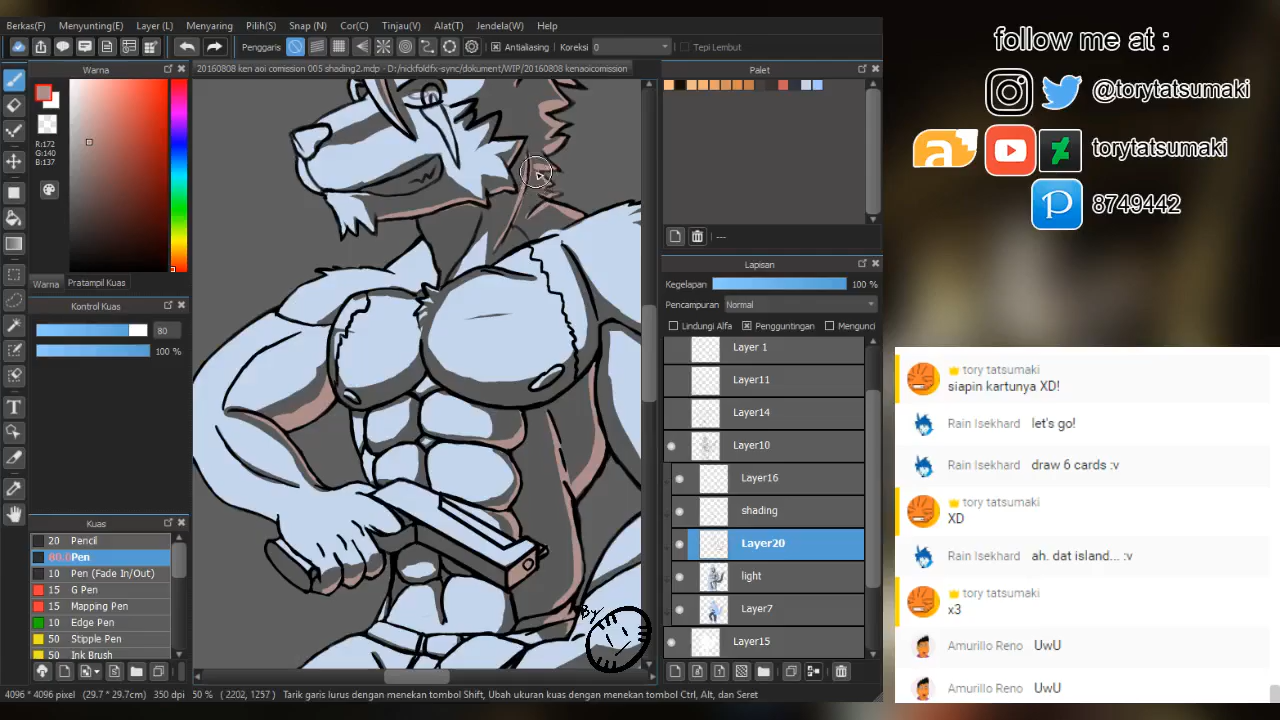 Berkas(F) Menyunting(E) Layer (L) Menyaring Pilih(S) Snap (N) Cor(C) Tinjau(V) Alat(T) Jendela(W) Help
Penggaris Antialiasing Koreksi 0 Tepi Lembut
Warna
20160808 ken aoi comission 005 shading2.mdp - D:/nickfoldfx-sync/dokument/WIP/20160808 kenaoicomission
Palet
R:172
G:140
B:137
Warna Pratampil Kuas
Kontrol Kuas
80
100 %
Kuas
20 Pencil
80.0 Pen
10 Pen (Fade In/Out)
15 G Pen
15 Mapping Pen
10 Edge Pen
50 Stipple Pen
50 Ink Brush
By
---
Lapisan
Kegelapan 100 %
Pencampuran Normal
Lindungi Alfa Pengguntingan Mengunci
Layer 1
Layer11
Layer14
Layer10
Layer16
shading
Layer20
light
Layer7
Layer15
4096 * 4096 pixel (29.7 * 29.7cm) 350 dpi 50 % ( 2202, 1257 ) Tarik garis lurus dengan menekan tombol Shift, Ubah ukuran kuas dengan menekan tombol Ctrl, Alt, dan Seret
follow me at :
@torytatsumaki
torytatsumaki
8749442
tory tatsumaki
siapin kartunya XD!
Rain Isekhard let's go!
Rain Isekhard draw 6 cards :v
tory tatsumaki
XD
Rain Isekhard ah. dat island... :v
tory tatsumaki
x3
Amurillo Reno UwU
Amurillo Reno UwU